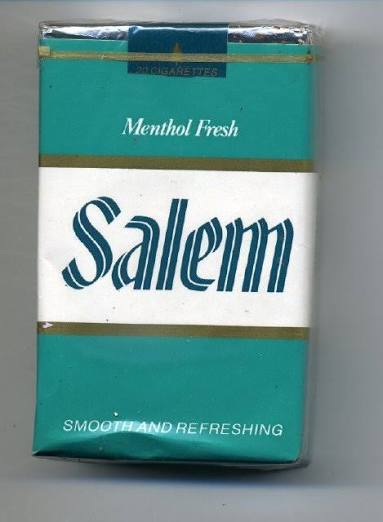 20 CIGARETTES
Menthol Fresh
Salem
SMOOTH AND REFRESHING